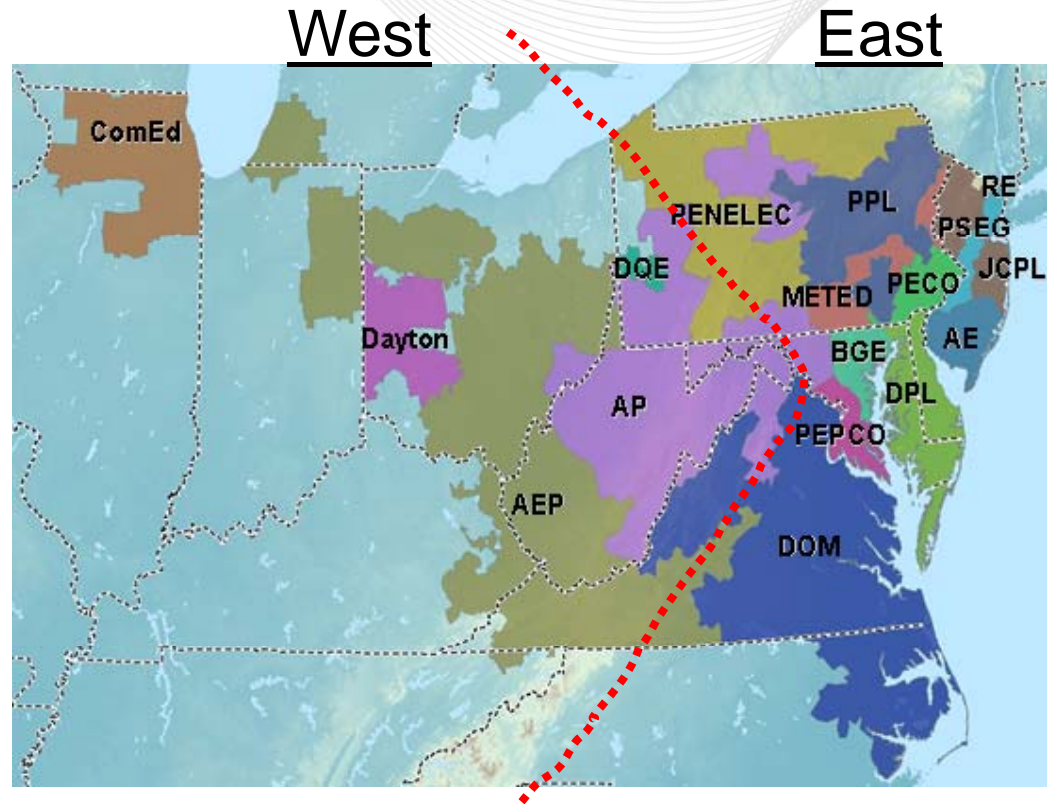 West
East
ComEd
RE
PPL
PENELEC
PSEG
DQE
JCPL
PECO
METED
Dayton
AE
BGE
DPL
AP
PEPCO
AEP
DOM